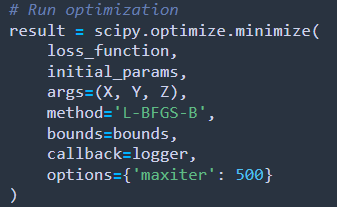 # Run optimization
result = scipy.optimize.minimize(
    loss_function,
    initial_params,
    args=(X, Y, Z),
    method='L-BFGS-B',
    bounds=bounds,
    callback=logger,
    options={'maxiter': 500}
)